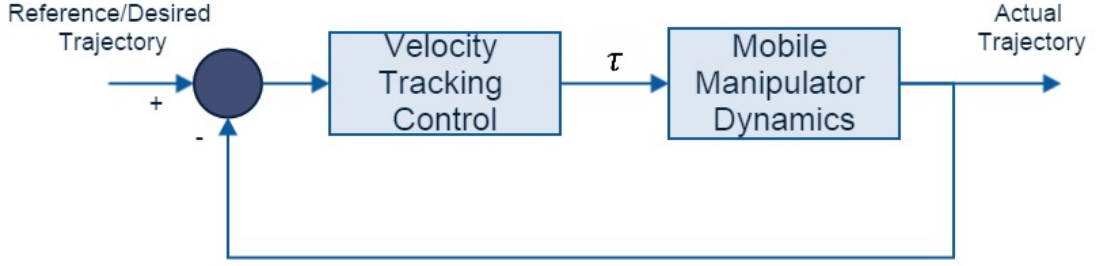 Reference/Desired
Trajectory
+
-
Velocity
Tracking
Control
τ
Mobile
Manipulator
Dynamics
Actual
Trajectory